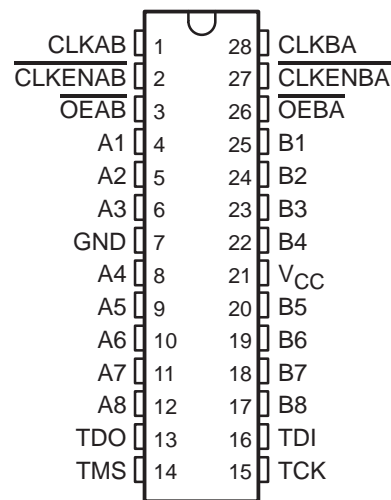 CLKAB 1 28 CLKBA
CLKENAB 2 27 CLKENBA
OEAB 3 26 OEBA
A1 4 25 B1
A2 5 24 B2
A3 6 23 B3
GND 7 22 B4
A4 8 21 VCC
A5 9 20 B5
A6 10 19 B6
A7 11 18 B7
A8 12 17 B8
TDO 13 16 TDI
TMS 14 15 TCK